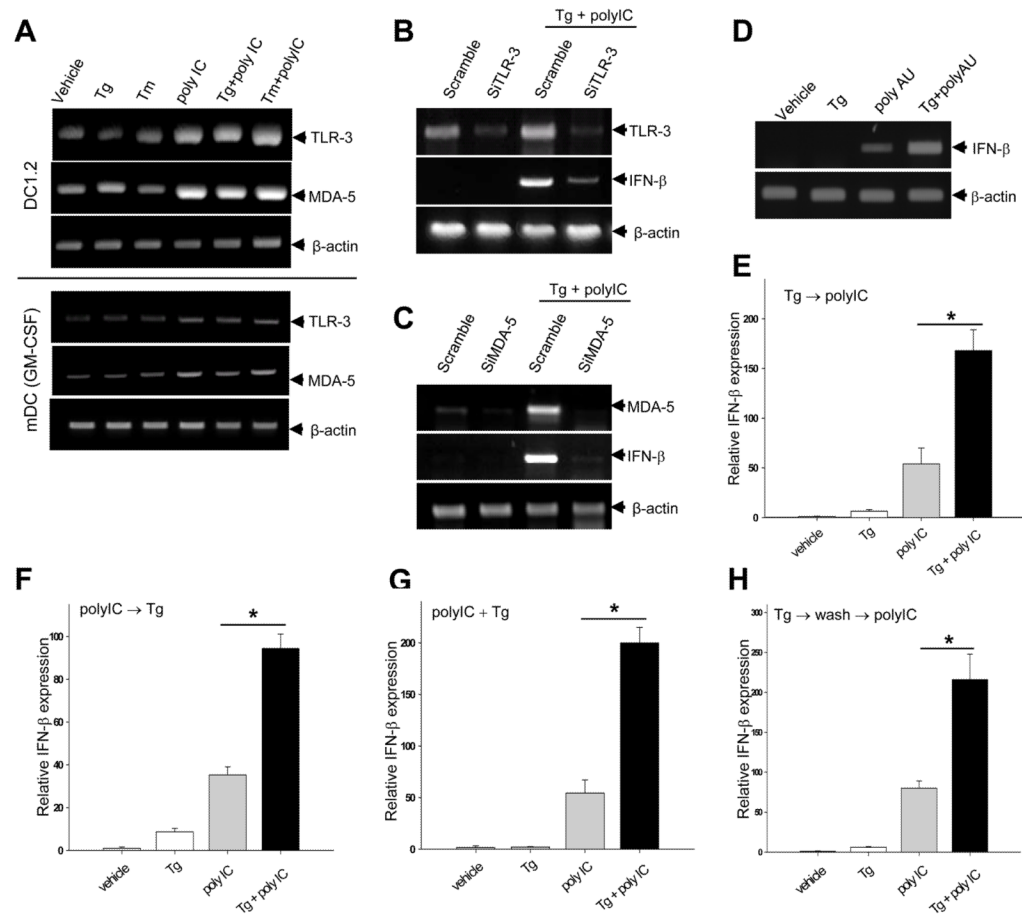 A
Vehicle
Tg
Tm
poly IC
Tg+poly IC
Tm+polyIC
DC1.2
TLR-3
MDA-5
β-actin
mDC (GM-CSF)
TLR-3
MDA-5
β-actin
B
Tg + polyIC
Scramble
SiTLR-3
Scramble
SiTLR-3
TLR-3
IFN-β
β-actin
C
Tg + polyIC
Scramble
SiMDA-5
Scramble
SiMDA-5
MDA-5
IFN-β
β-actin
D
Vehicle
Tg
poly AU
Tg+polyAU
IFN-β
β-actin
E
Tg → polyIC
*
Relative IFN-β expression
200
150
100
50
0
vehicle
Tg
poly IC
Tg + poly IC
F
polyIC → Tg
*
Relative IFN-β expression
100
80
60
40
20
0
vehicle
Tg
poly IC
Tg + poly IC
G
polyIC + Tg
*
Relative IFN-β expression
200
150
100
50
0
vehicle
Tg
poly IC
Tg + poly IC
H
Tg → wash → polyIC
*
Relative IFN-β expression
300
250
200
150
100
50
0
vehicle
Tg
poly IC
Tg + poly IC